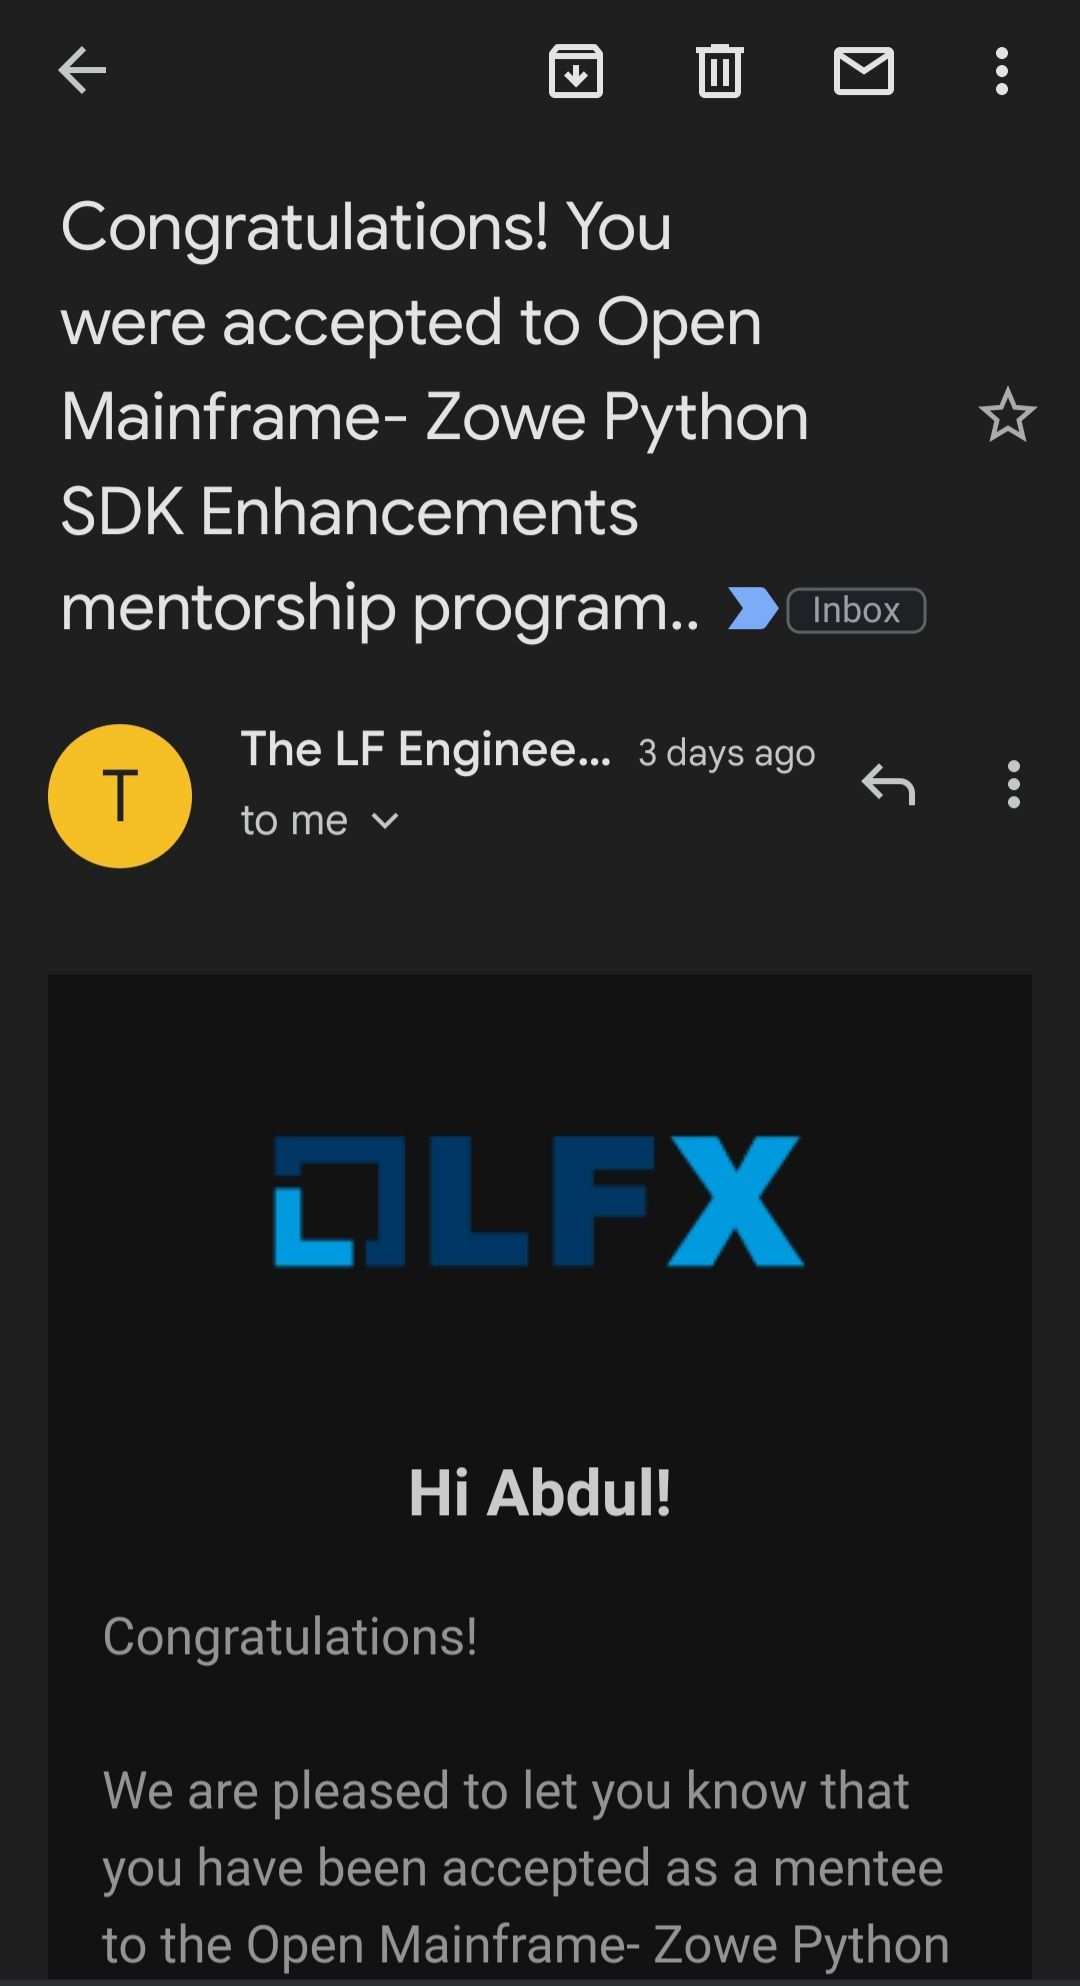 Congratulations! You
were accepted to Open
Mainframe- Zowe Python
SDK Enhancements
mentorship program.. Inbox
T
The LF Enginee... 3 days ago
to me
LFX
Hi Abdul!
Congratulations!
We are pleased to let you know that
you have been accepted as a mentee
to the Open Mainframe- Zowe Python